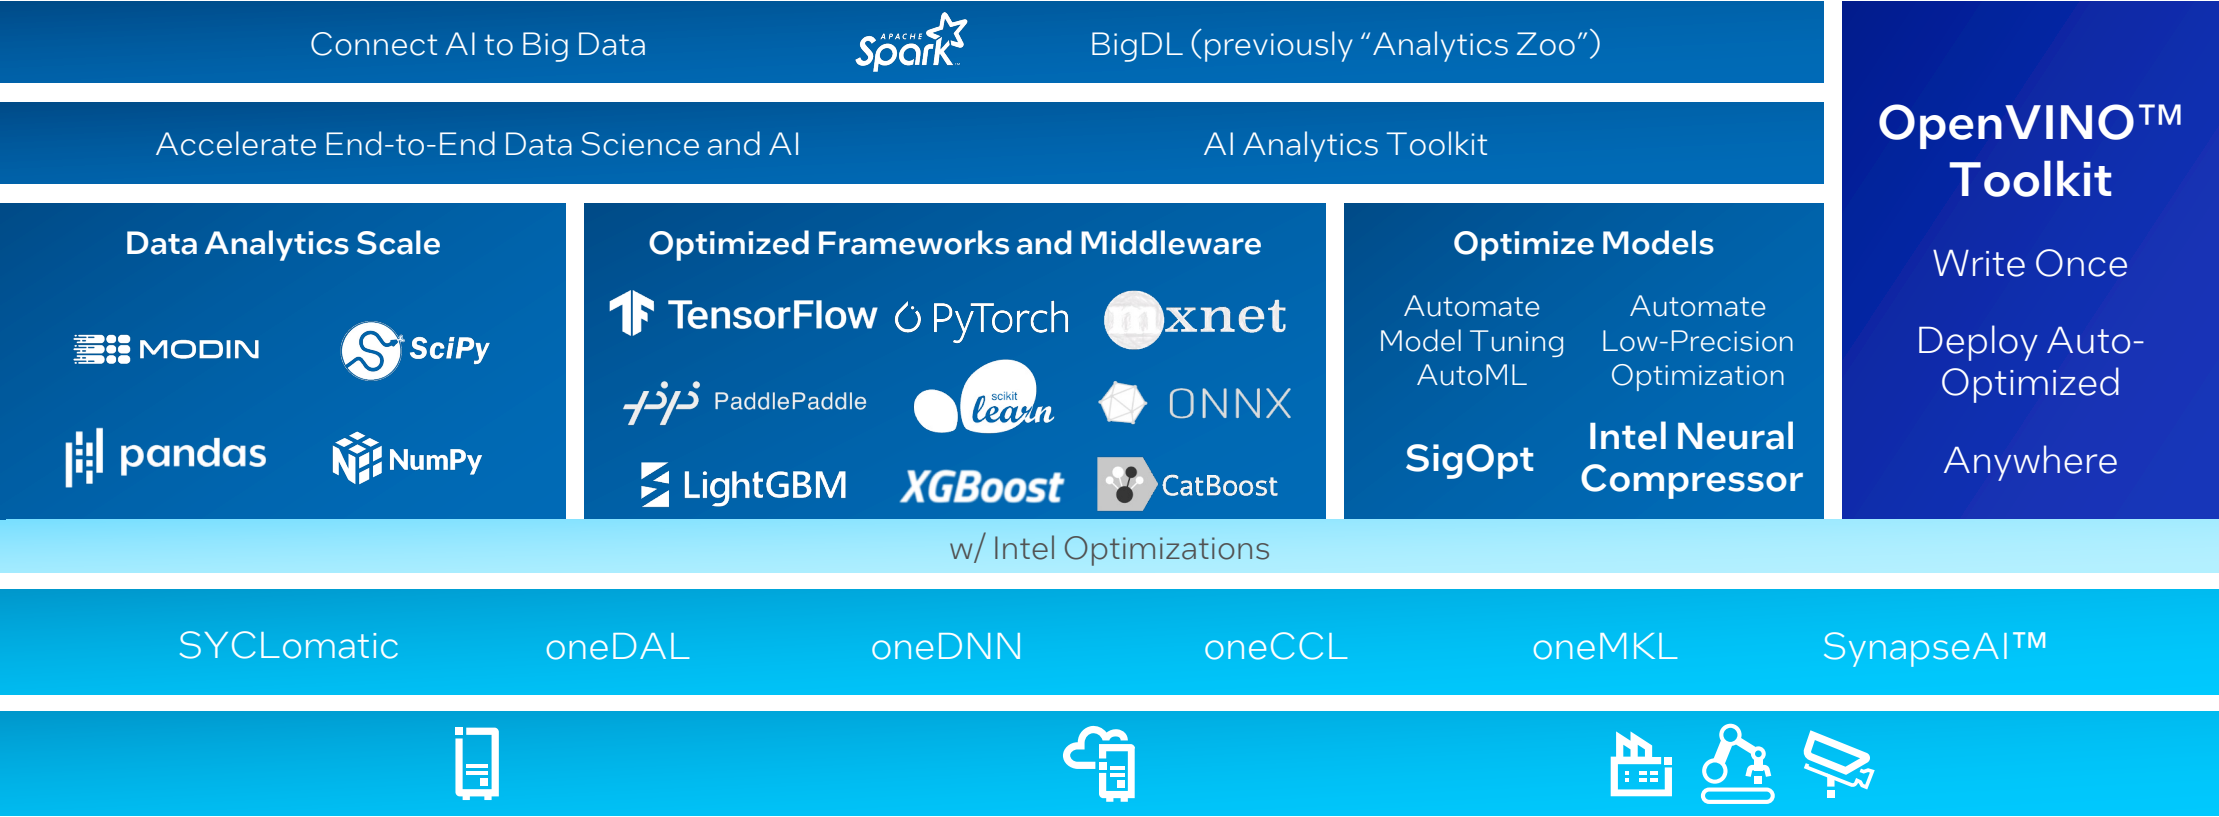 Connect AI to Big Data
APACHE
Spark™
BigDL (previously “Analytics Zoo”)
Accelerate End-to-End Data Science and AI
AI Analytics Toolkit
Data Analytics Scale
MODIN
SciPy
pandas
NumPy
Optimized Frameworks and Middleware
TensorFlow
PyTorch
mxnet
PaddlePaddle
scikit
learn
ONNX
LightGBM
XGBoost
CatBoost
Optimize Models
Automate
Model Tuning
AutoML
SigOpt
Automate
Low-Precision
Optimization
Intel Neural
Compressor
OpenVINO™
Toolkit
Write Once
Deploy Auto-
Optimized
Anywhere
w/ Intel Optimizations
SYCLomatic
oneDAL
oneDNN
oneCCL
oneMKL
SynapseAI™